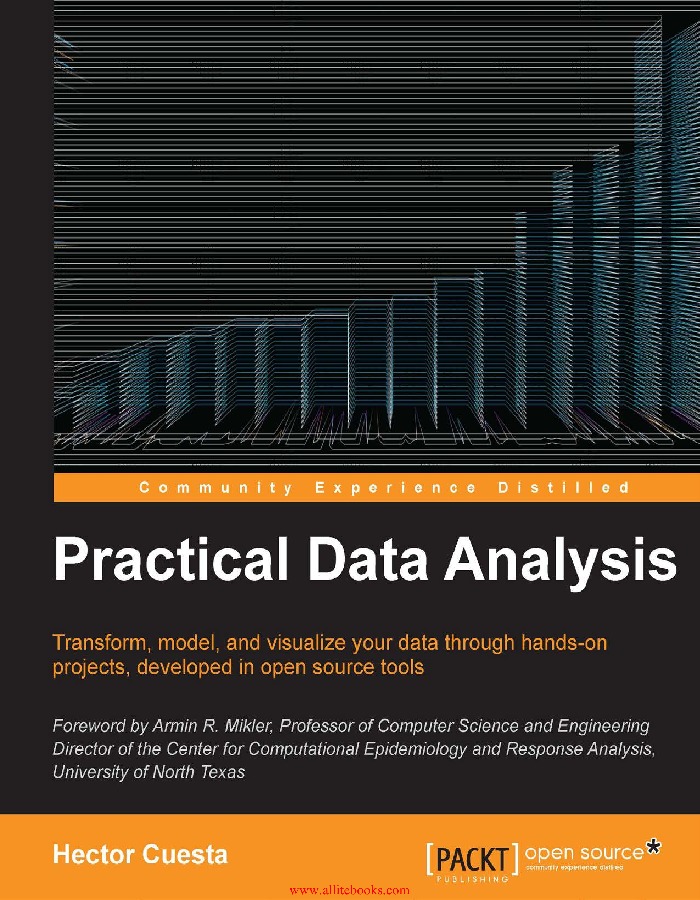 Community Experience Distilled
Practical Data Analysis
Transform, model, and visualize your data through hands-on
projects, developed in open source tools
Foreword by Armin R. Mikler, Professor of Computer Science and Engineering
Director of the Center for Computational Epidemiology and Response Analysis,
University of North Texas
Hector Cuesta
[PACKT] open source*
PUBLISHING community experience distilled
www.allitebooks.com